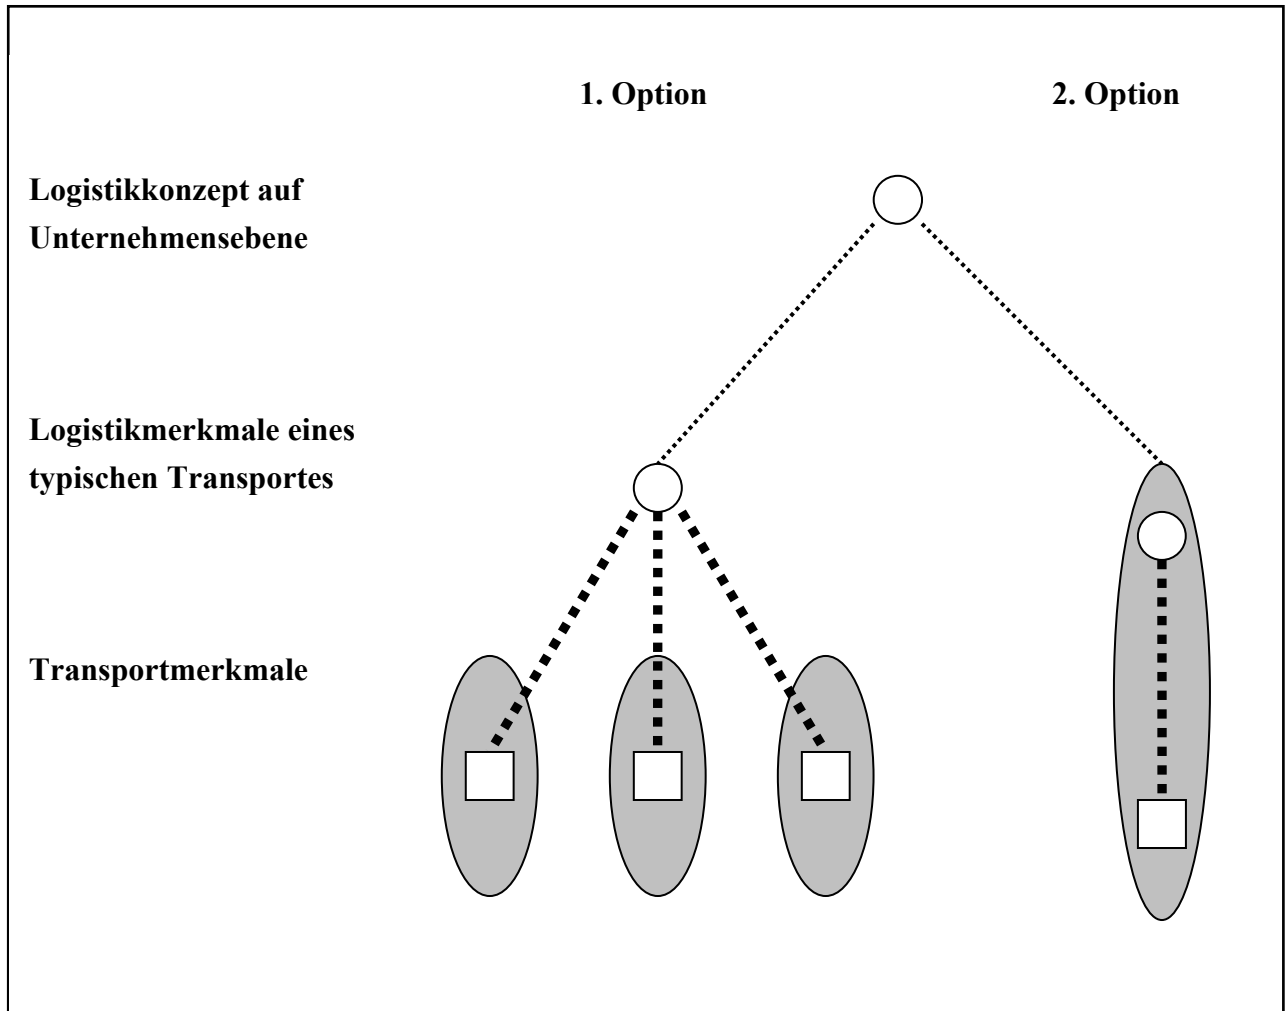 1. Option
2. Option
Logistikkonzept auf
Unternehmensebene
Logistikmerkmale eines
typischen Transportes
Transportmerkmale